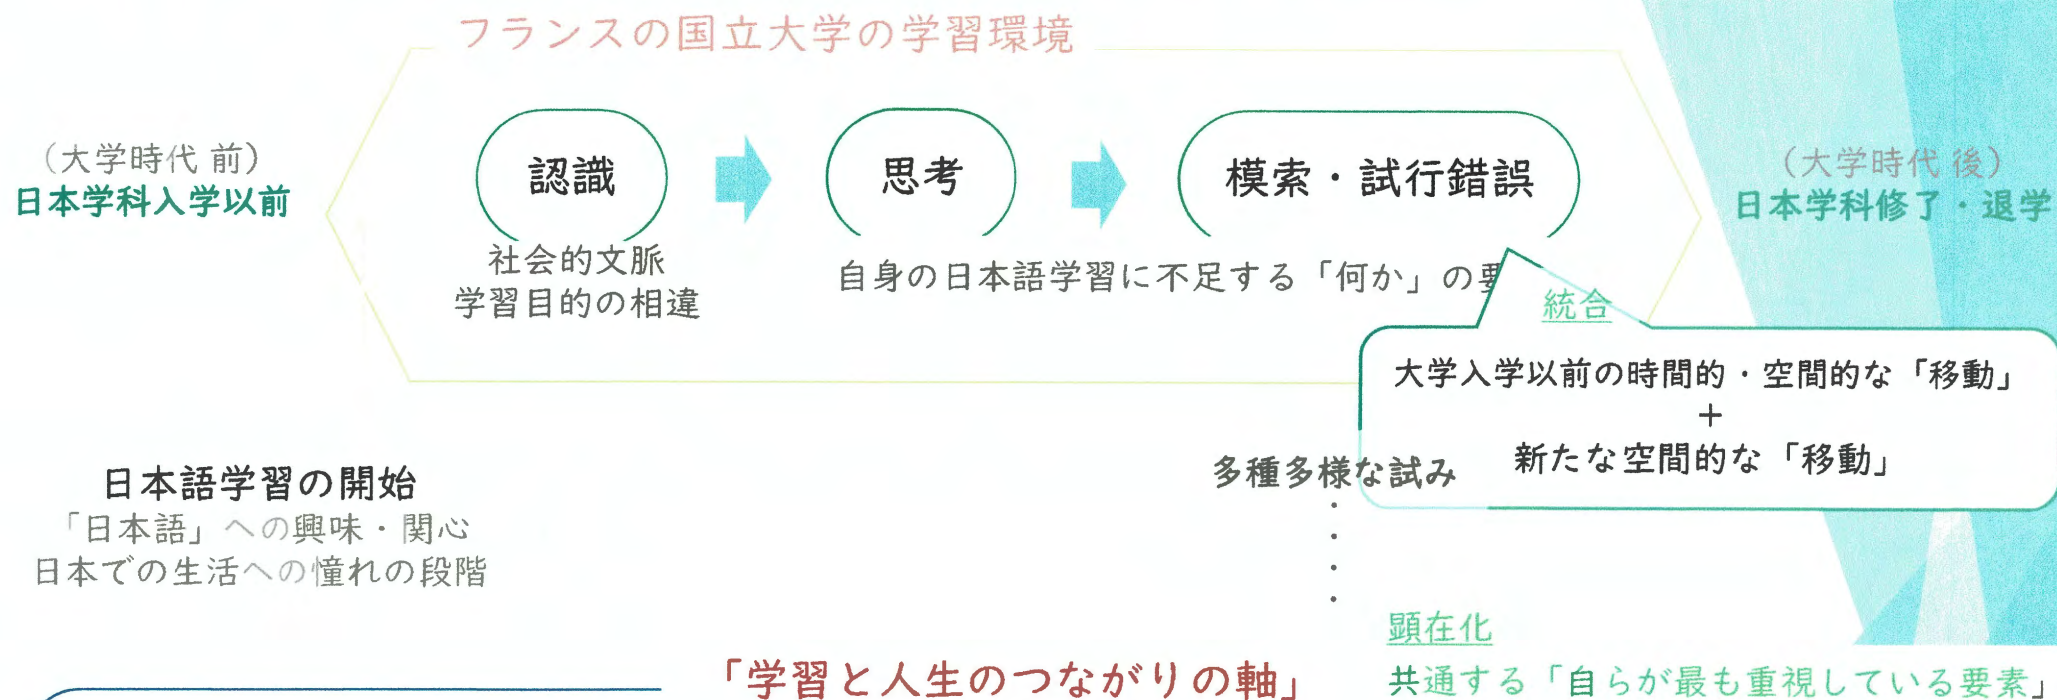 フランスの国立大学の学習環境
（大学時代 前）
日本学科入学以前
認識
思考
模索・試行錯誤
（大学時代 後）
日本学科修了・退学
社会的文脈
学習目的の相違
自身の日本語学習に不足する「何か」の要
統合
大学入学以前の時間的・空間的な「移動」
+
新たな空間的な「移動」
多種多様な試み
日本語学習の開始
「日本語」への興味・関心
日本での生活への憧れの段階
顕在化
「学習と人生のつながりの軸」
共通する「自らが最も重視している要素」